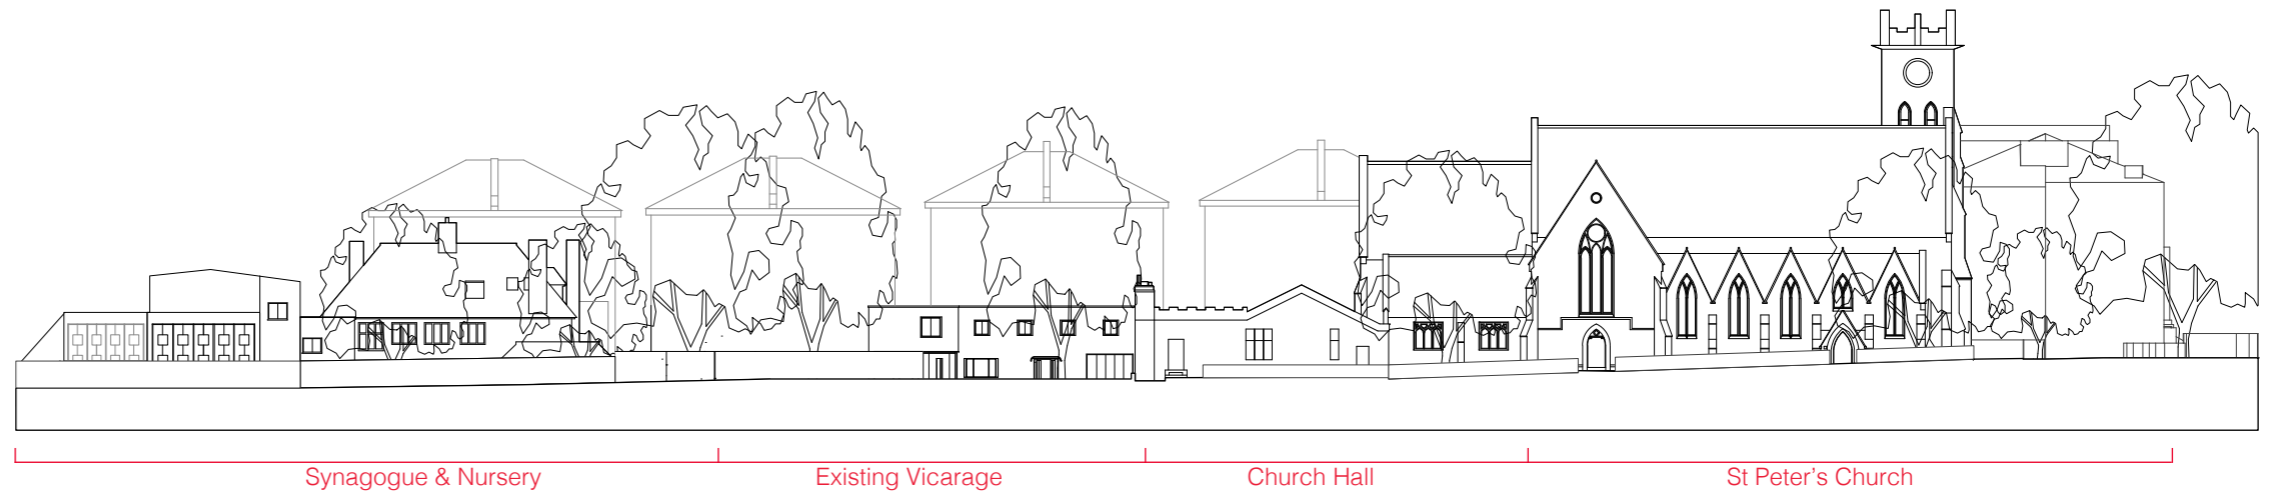 Synagogue & Nursery
Existing Vicarage
Church Hall
St Peter's Church